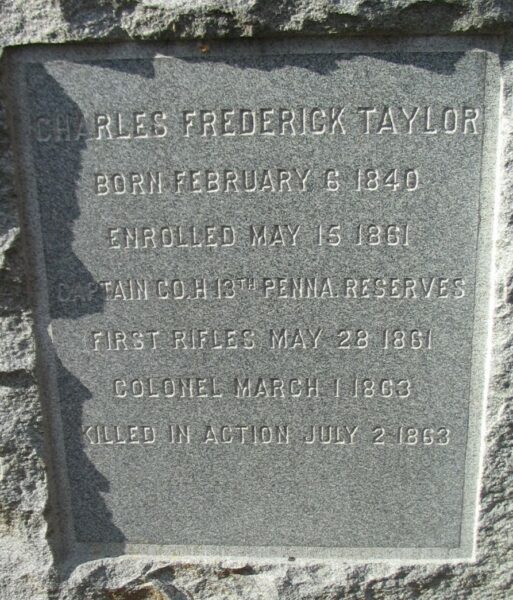 CHARLES FREDERICK TAYLOR
BORN FEBRUARY 6 1840
ENROLLED MAY 15 1861
CAPTAIN CO. H 13TH PENNA. RESERVES
FIRST RIFLES MAY 28 1861
COLONEL MARCH 1 1863
KILLED IN ACTION JULY 2 1863